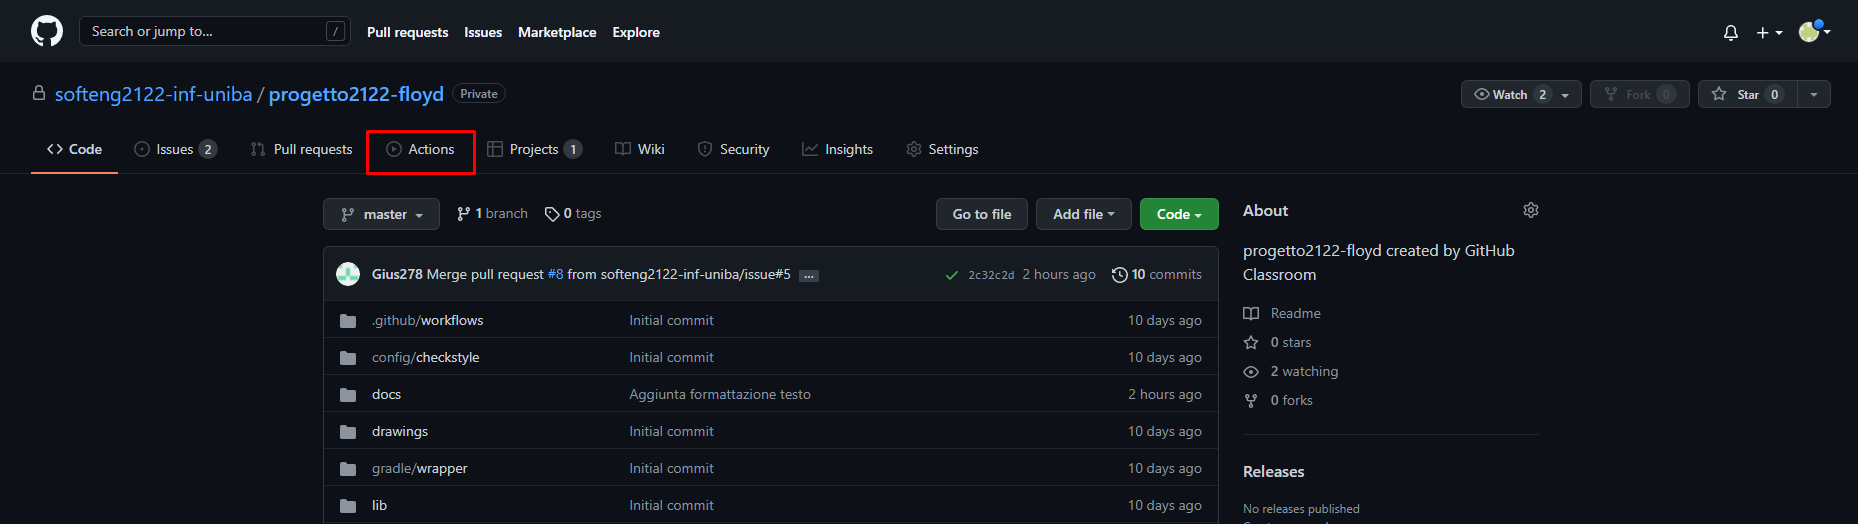 Search or jump to... /
Pull requests Issues Marketplace Explore
softeng2122-inf-uniba / progetto2122-floyd Private
Watch 2 Fork 0 Star 0
Code Issues 2 Pull requests Actions Projects 1 Wiki Security Insights Settings
master 1 branch 0 tags Go to file Add file Code
Gius278 Merge pull request #8 from softeng2122-inf-uniba/issue#5 ... 2c32c2d 2 hours ago 10 commits
.github/workflows Initial commit 10 days ago
config/checkstyle Initial commit 10 days ago
docs Aggiunta formattazione testo 2 hours ago
drawings Initial commit 10 days ago
gradle/wrapper Initial commit 10 days ago
lib Initial commit 10 days ago
About
progetto2122-floyd created by GitHub
Classroom
Readme
0 stars
2 watching
0 forks
Releases
No releases published